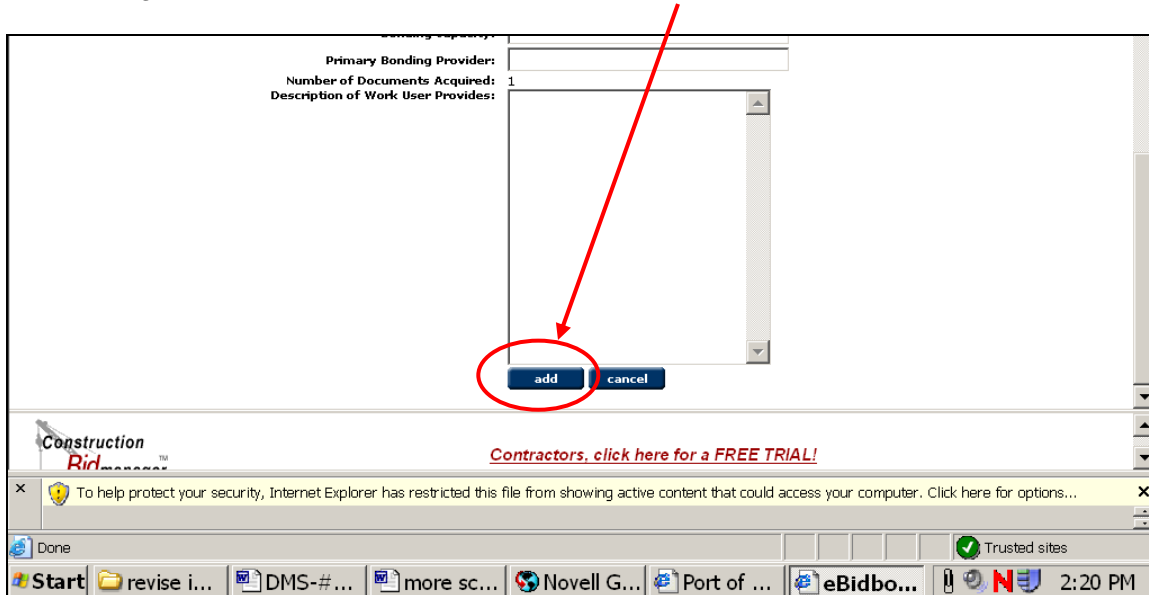 Primary Bonding Provider:
Number of Documents Acquired: 1
Description of Work User Provides:
add cancel
Construction
Bidmanager ™
Contractors, click here for a FREE TRIAL!
× To help protect your security, Internet Explorer has restricted this file from showing active content that could access your computer. Click here for options... ×
Done Trusted sites
Start revise i... DMS-#... more sc... Novell G... Port of ... eBidbo... N 2:20 PM